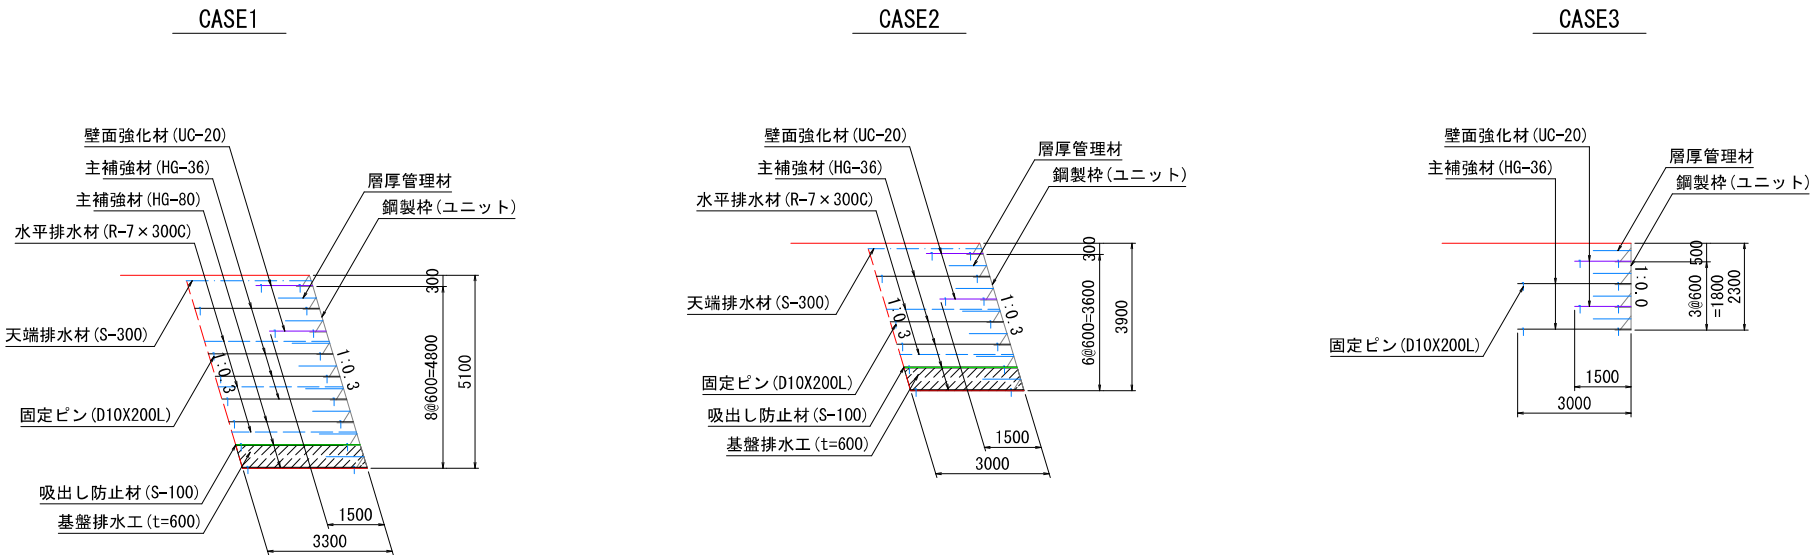 CASE1
壁面強化材(UC-20)
主補強材(HG-36)
主補強材(HG-80)
水平排水材(R-7×300C)
層厚管理材
鋼製枠(ユニット)
天端排水材(S-300)
固定ピン(D10X200L)
吸出し防止材(S-100)
基盤排水工(t=600)
1:0.3
1:0.3
300
8@600=4800
5100
1500
3300
CASE2
壁面強化材(UC-20)
主補強材(HG-36)
水平排水材(R-7×300C)
層厚管理材
鋼製枠(ユニット)
天端排水材(S-300)
固定ピン(D10X200L)
吸出し防止材(S-100)
基盤排水工(t=600)
1:0.3
1:0.3
300
6@600=3600
3900
1500
3000
CASE3
壁面強化材(UC-20)
主補強材(HG-36)
層厚管理材
鋼製枠(ユニット)
固定ピン(D10X200L)
1:0.0
500
3@600
=1800
2300
1500
3000